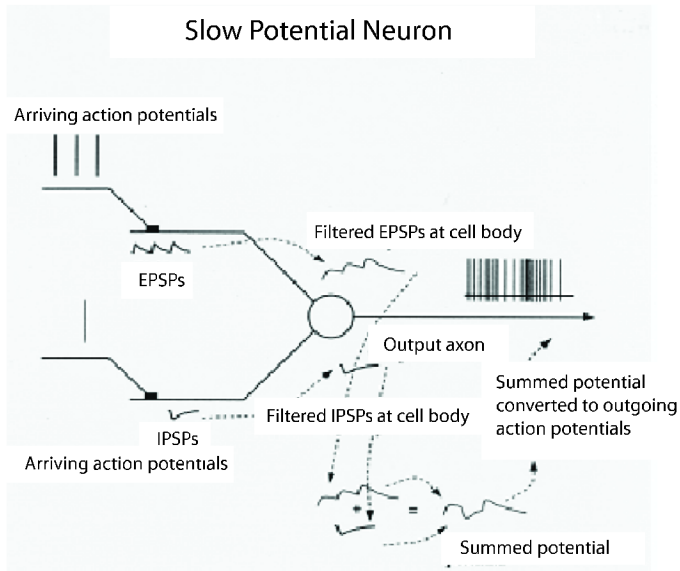 Slow Potential Neuron
Arriving action potentials
Filtered EPSPs at cell body
EPSPs
Output axon
Summed potential
converted to outgoing
action potentials
Filtered IPSPs at cell body
IPSPs
Arriving action potentials
+
=
Summed potential